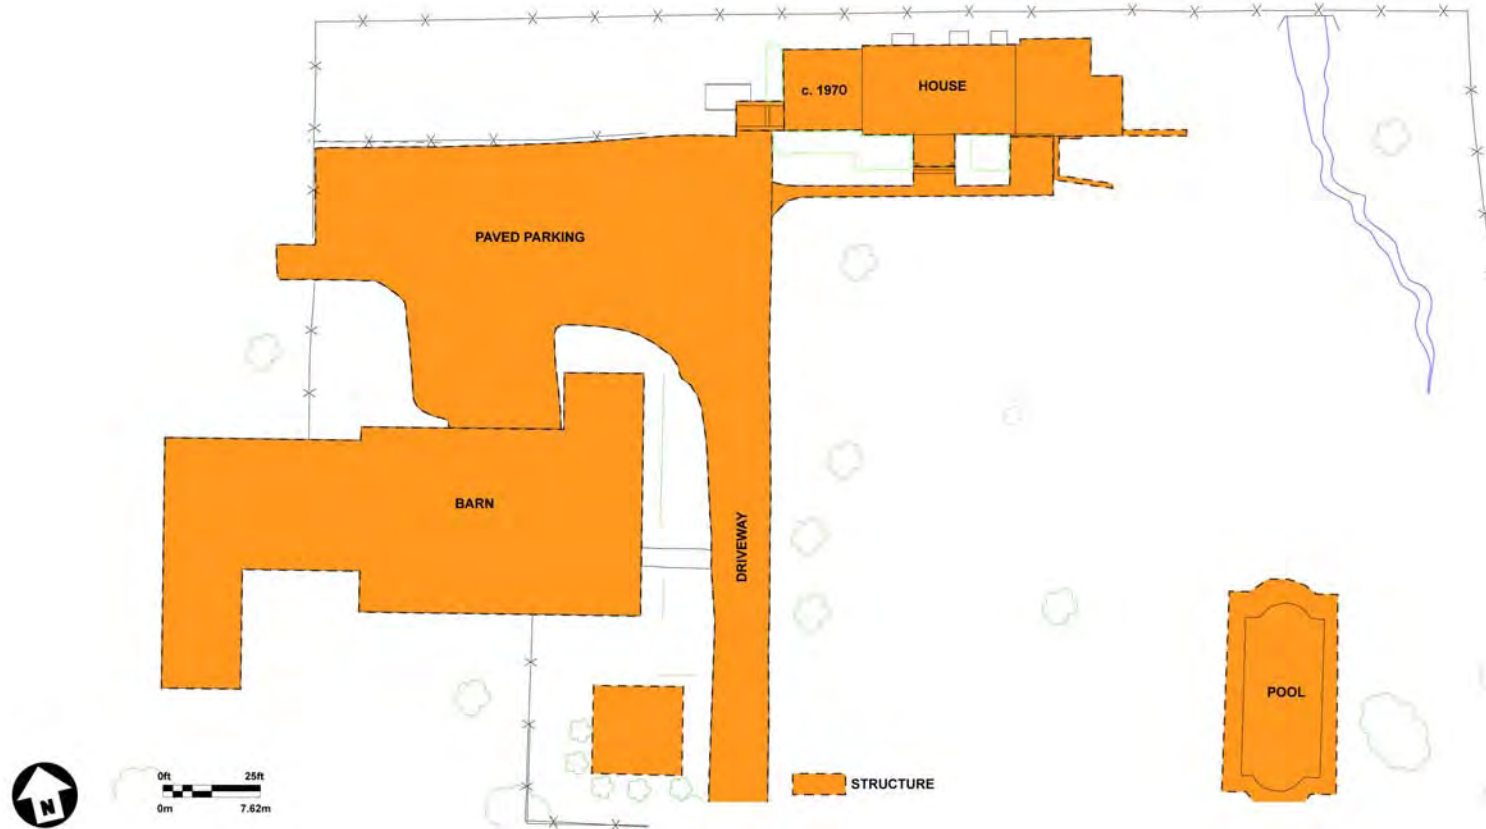 c. 1970
HOUSE
PAVED PARKING
BARN
DRIVEWAY
POOL
N
0ft 25ft
0m 7.62m
STRUCTURE